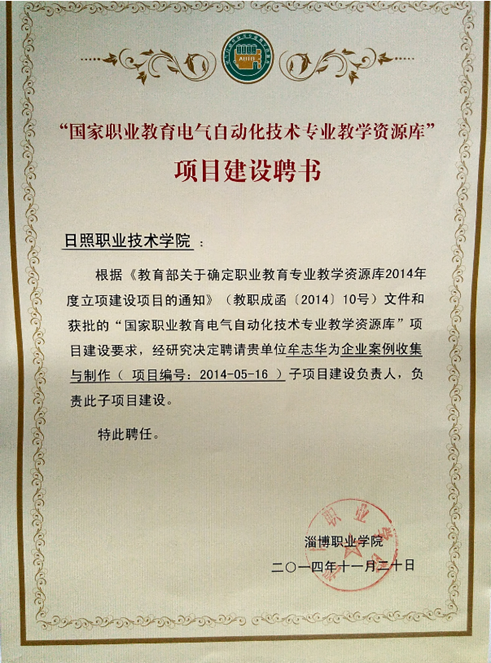 “国家职业教育电气自动化技术专业教学资源库”
项目建设聘书
日照职业技术学院：
根据《教育部关于确定职业教育专业教学资源库2014年
度立项建设项目的通知》（教职成函〔2014〕10号）文件和
获批的“国家职业教育电气自动化技术专业教学资源库”项
目建设要求，经研究决定聘请贵单位牟志华为企业案例收集
与制作（ 项目编号：2014-05-16 ）子项目建设负责人，负
责此子项目建设。
特此聘任。
淄博职业学院
二〇一四年十一月二十日